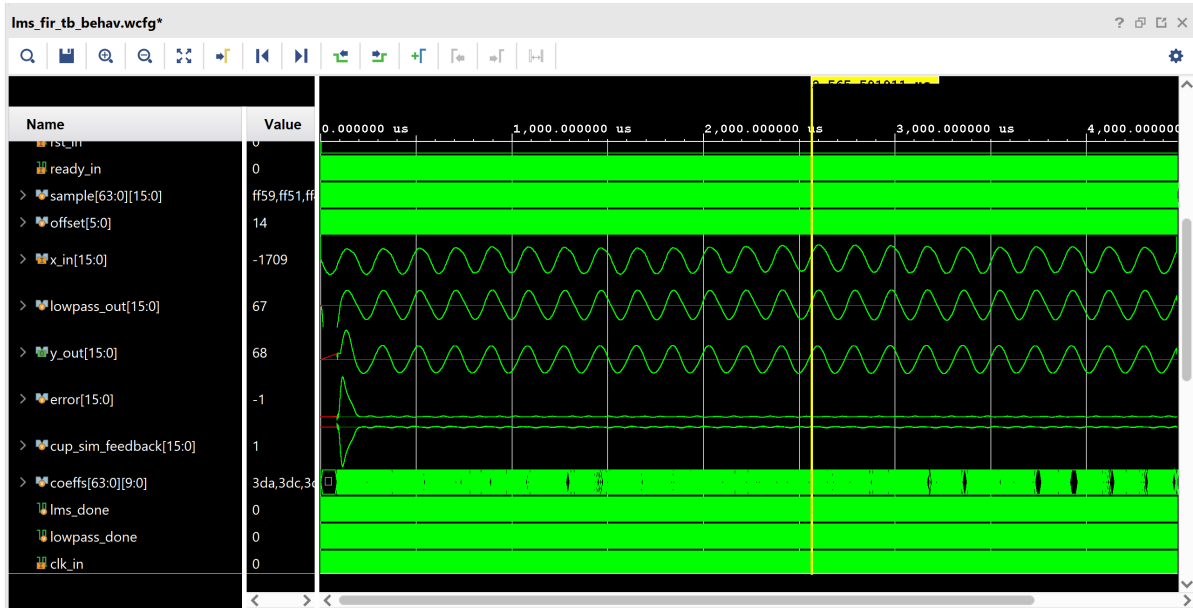 lms_fir_tb_behav.wcfg*
Name Value 0.000000 us 1,000.000000 us 2,000.000000 us 3,000.000000 us 4,000.000000
rst_in 0
ready_in 0
sample[63:0][15:0] ff59,ff51,ff
offset[5:0] 14
x_in[15:0] -1709
lowpass_out[15:0] 67
y_out[15:0] 68
error[15:0] -1
cup_sim_feedback[15:0] 1
coeffs[63:0][9:0] 3da,3dc,3d
lms_done 0
lowpass_done 0
clk_in 0